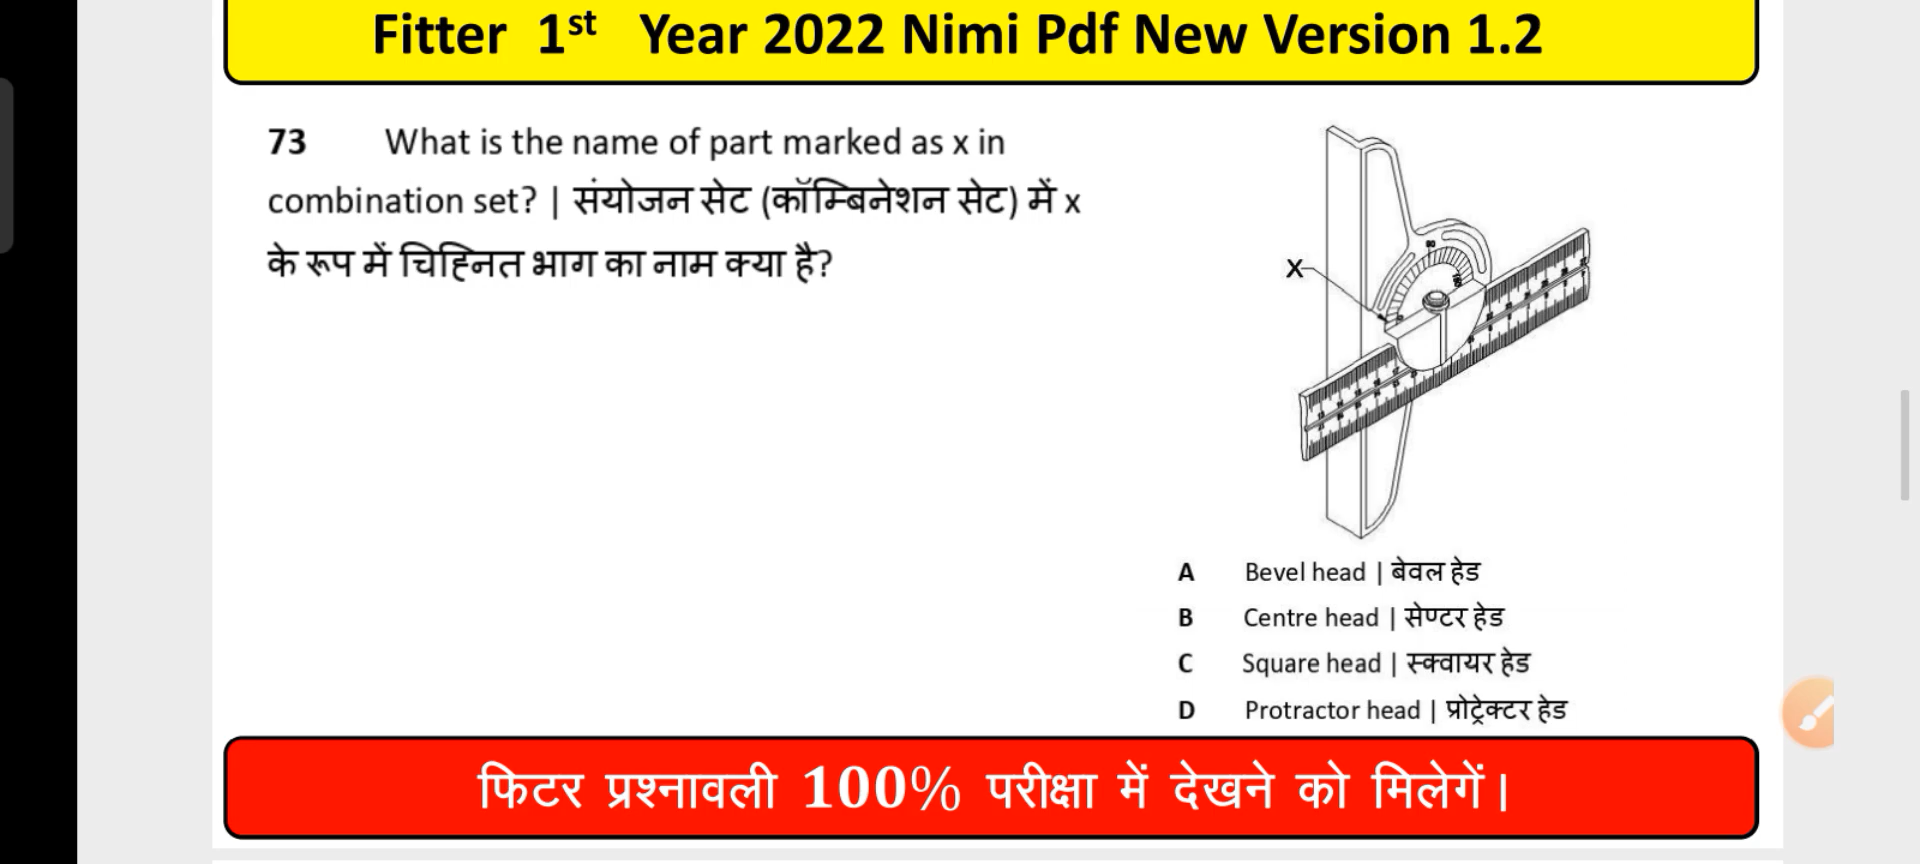 Fitter 1st Year 2022 Nimi Pdf New Version 1.2
73 What is the name of part marked as x in
combination set? | संयोजन सेट (कॉम्बिनेशन सेट) में x
के रूप में चिह्नित भाग का नाम क्या है?
X
90
A Bevel head | बेवल हेड
B Centre head | सेण्टर हेड
C Square head | स्क्वायर हेड
D Protractor head | प्रोट्रेक्टर हेड
फिटर प्रश्नावली 100% परीक्षा में देखने को मिलेगें |